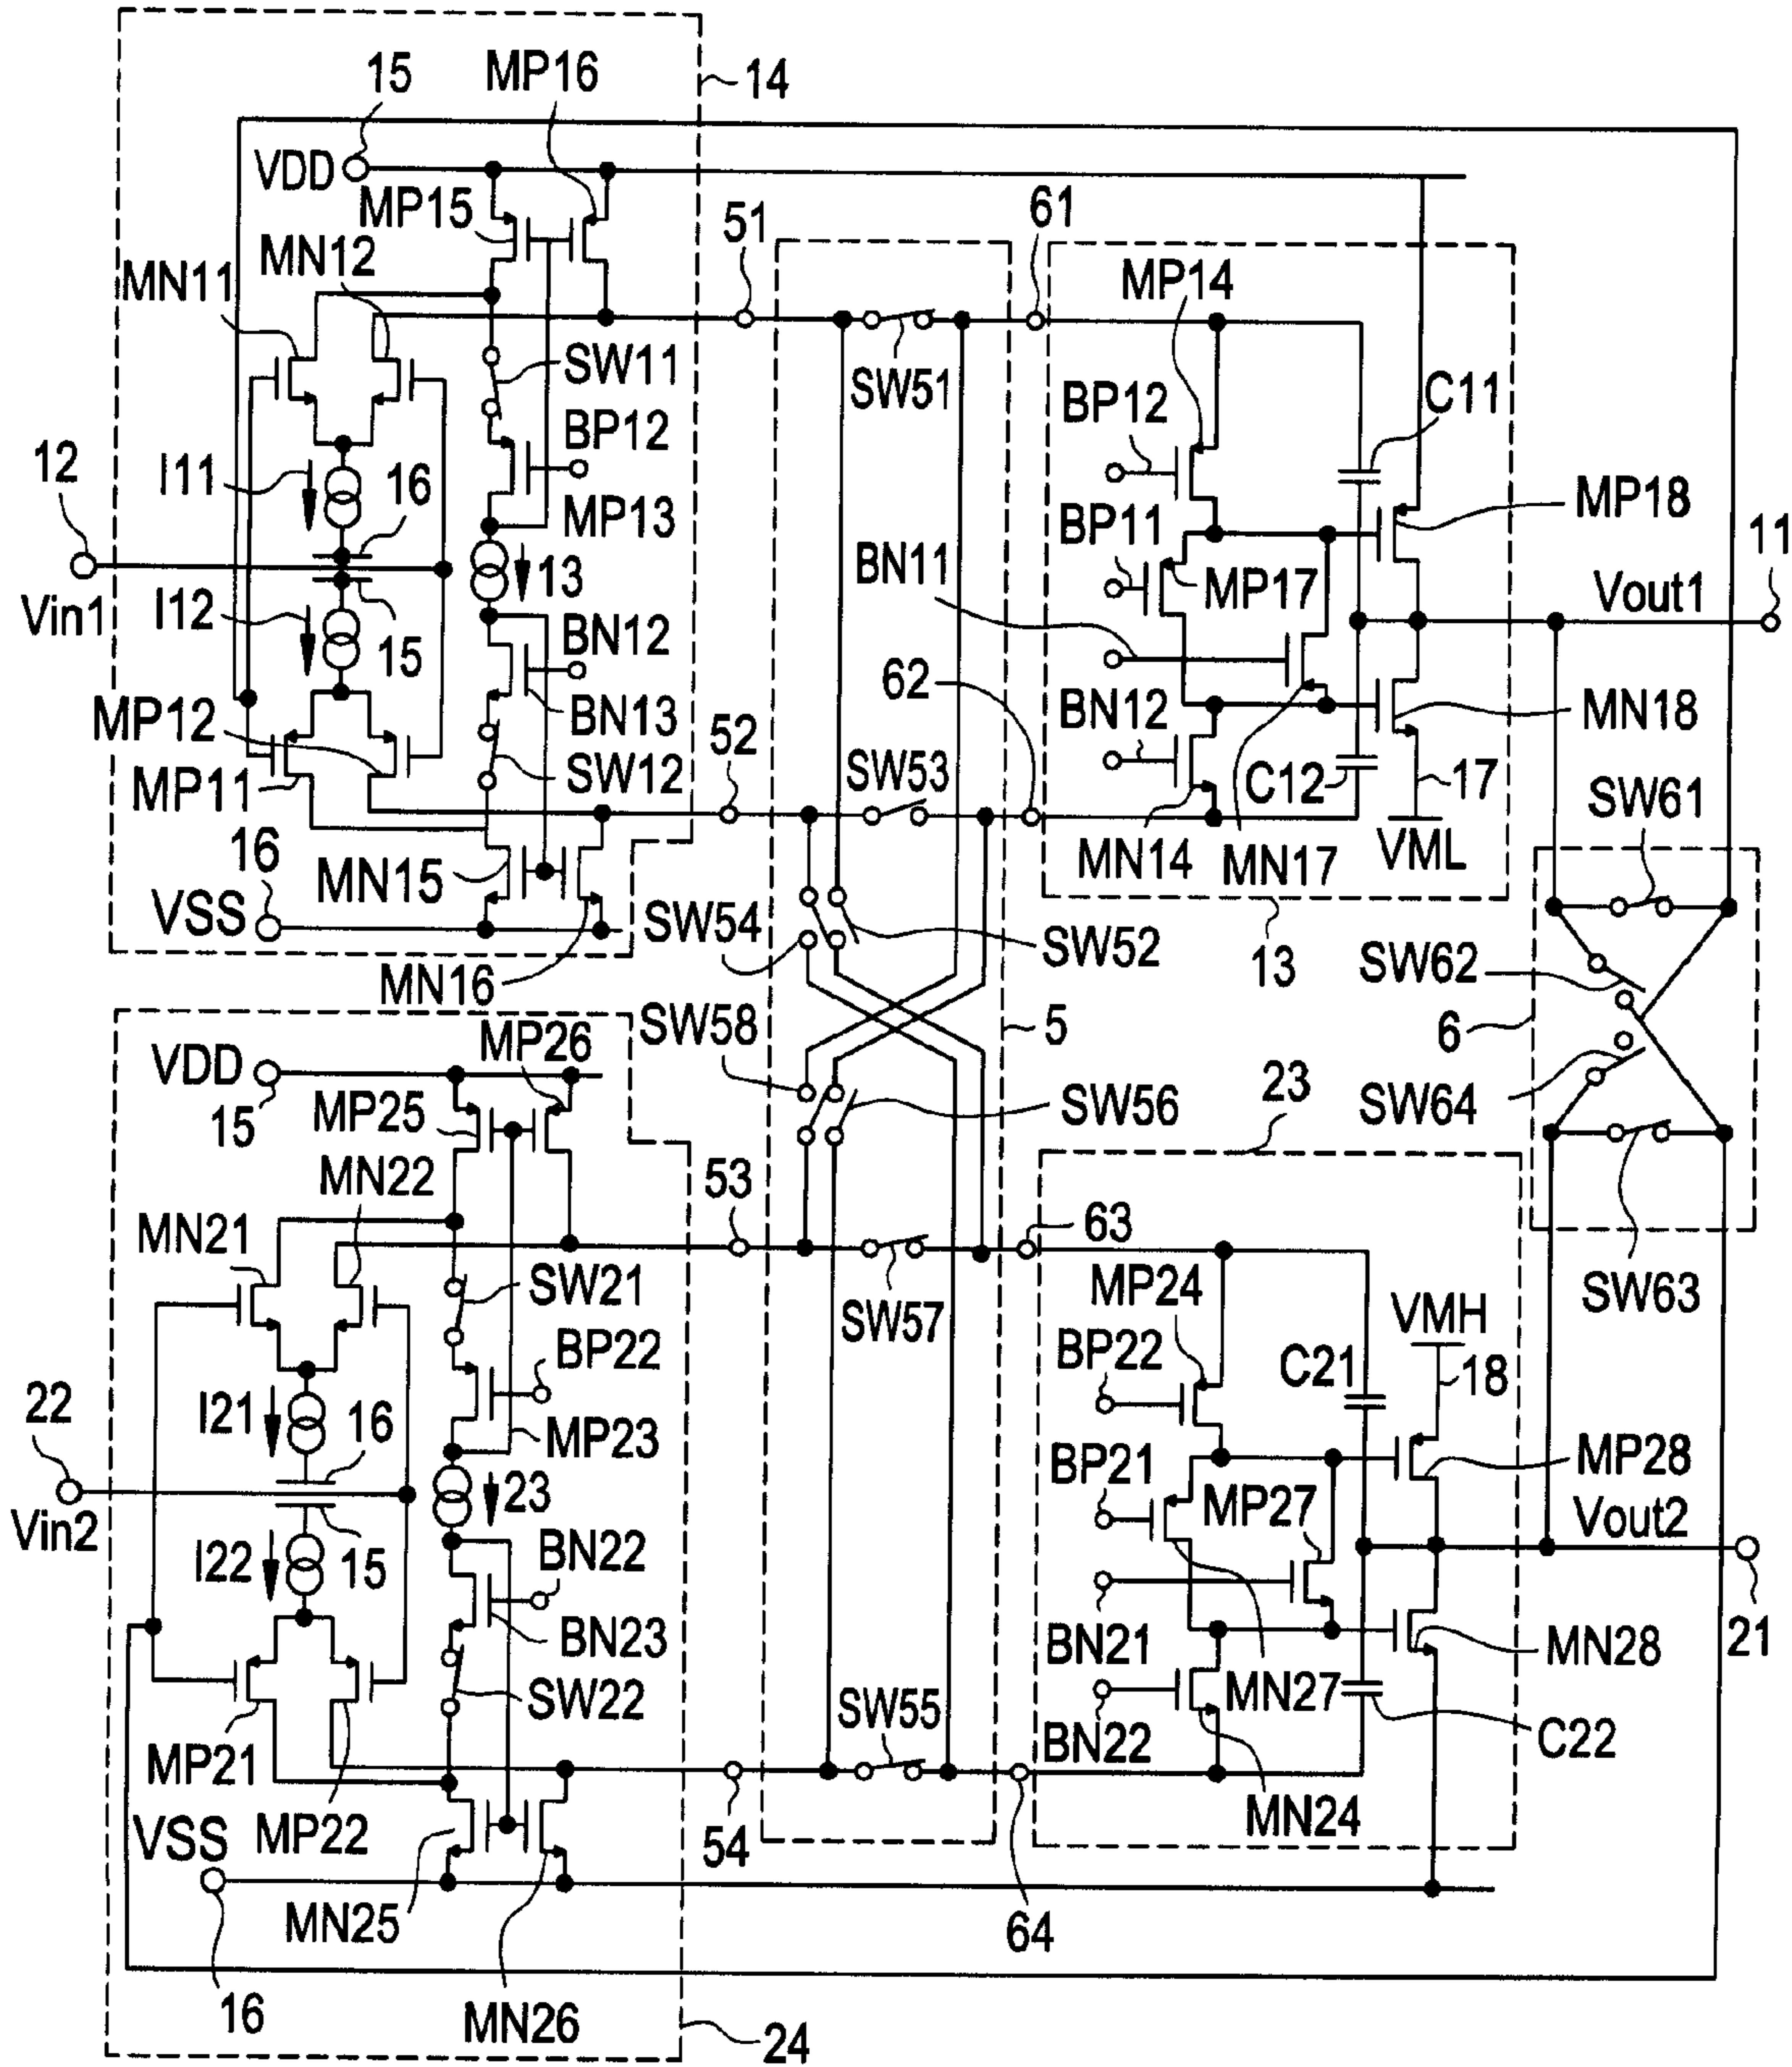 MP16
14
15
VDD
MP15
MN12
MN11
51
61
MP14
SW11
SW51
C11
BP12
BP12
I11
16
12
MP13
MP18
BP11
11
BN11
I3
MP17
Vout1
I12
Vin1
15
BN12
62
BN12
MN18
BN13
MP12
52
SW53
SW12
C12
17
SW61
MP11
16
MN15
VML
MN14
MN17
VSS
SW54
SW52
13
SW62
MN16
SW58
5
6
MP26
VDD
15
MP25
SW56
23
SW64
MN22
53
63
MN21
SW21
SW57
MP24
SW63
VMH
BP22
BP22
C21
18
I21
16
22
MP23
BP21
MP28
23
MP27
Vout2
Vin2
I22
15
BN22
BN21
BN23
MN28
21
SW22
SW55
MN27
BN22
C22
MP21
MP22
MN24
VSS
54
MN25
64
16
MN26
24